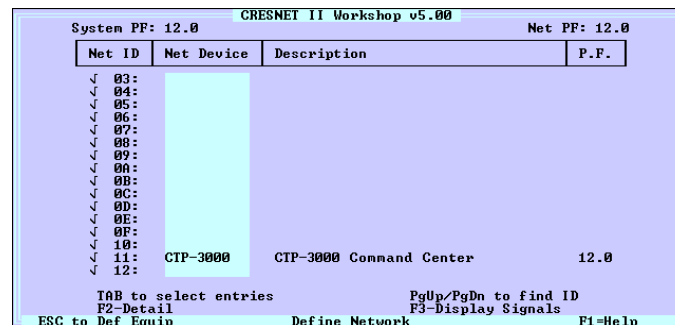 CRESNET II Workshop v5.00
System PF: 12.0 Net PF: 12.0
Net ID Net Device Description P.F.
√ 03:
√ 04:
√ 05:
√ 06:
√ 07:
√ 08:
√ 09:
√ 0A:
√ 0B:
√ 0C:
√ 0D:
√ 0E:
√ 0F:
√ 10:
√ 11: CTP-3000 CTP-3000 Command Center 12.0
√ 12:
TAB to select entries PgUp/PgDn to find ID
F2-Detail F3-Display Signals
ESC to Def Equip Define Network F1=Help